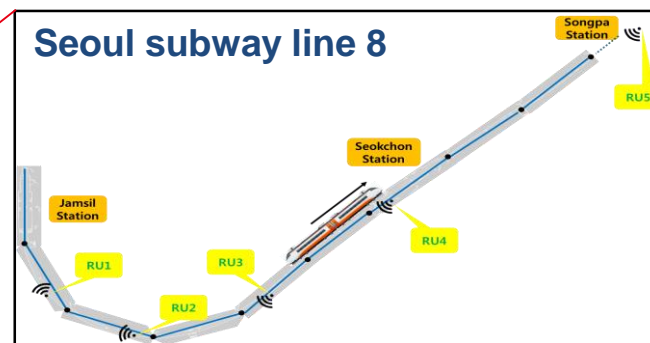 Seoul subway line 8
Songpa
Station
RU5
Seokchon
Station
Jamsil
Station
RU4
RU1
RU3
RU2